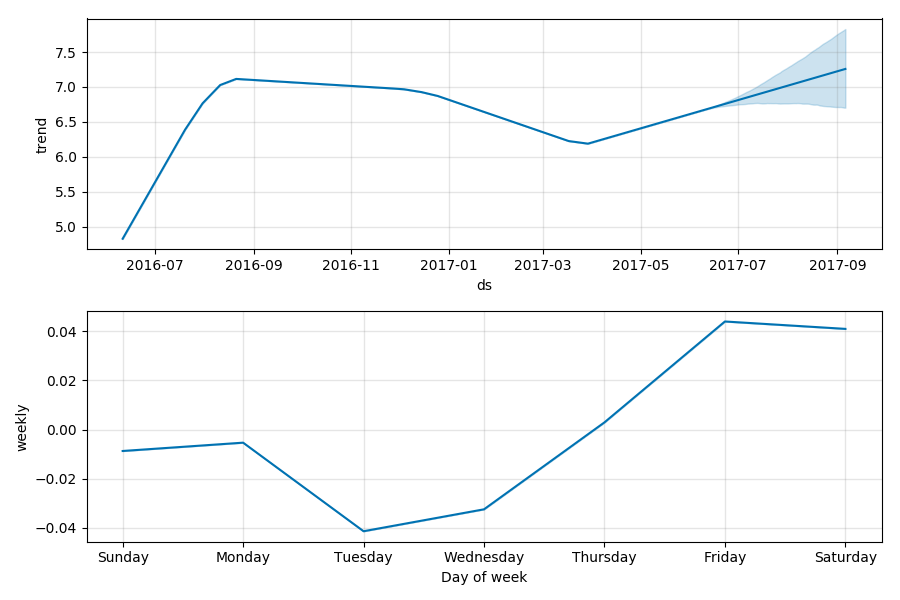 trend
7.5
7.0
6.5
6.0
5.5
5.0
2016-07 2016-09 2016-11 2017-01 2017-03 2017-05 2017-07 2017-09
ds
weekly
0.04
0.02
0.00
−0.02
−0.04
Sunday Monday Tuesday Wednesday Thursday Friday Saturday
Day of week